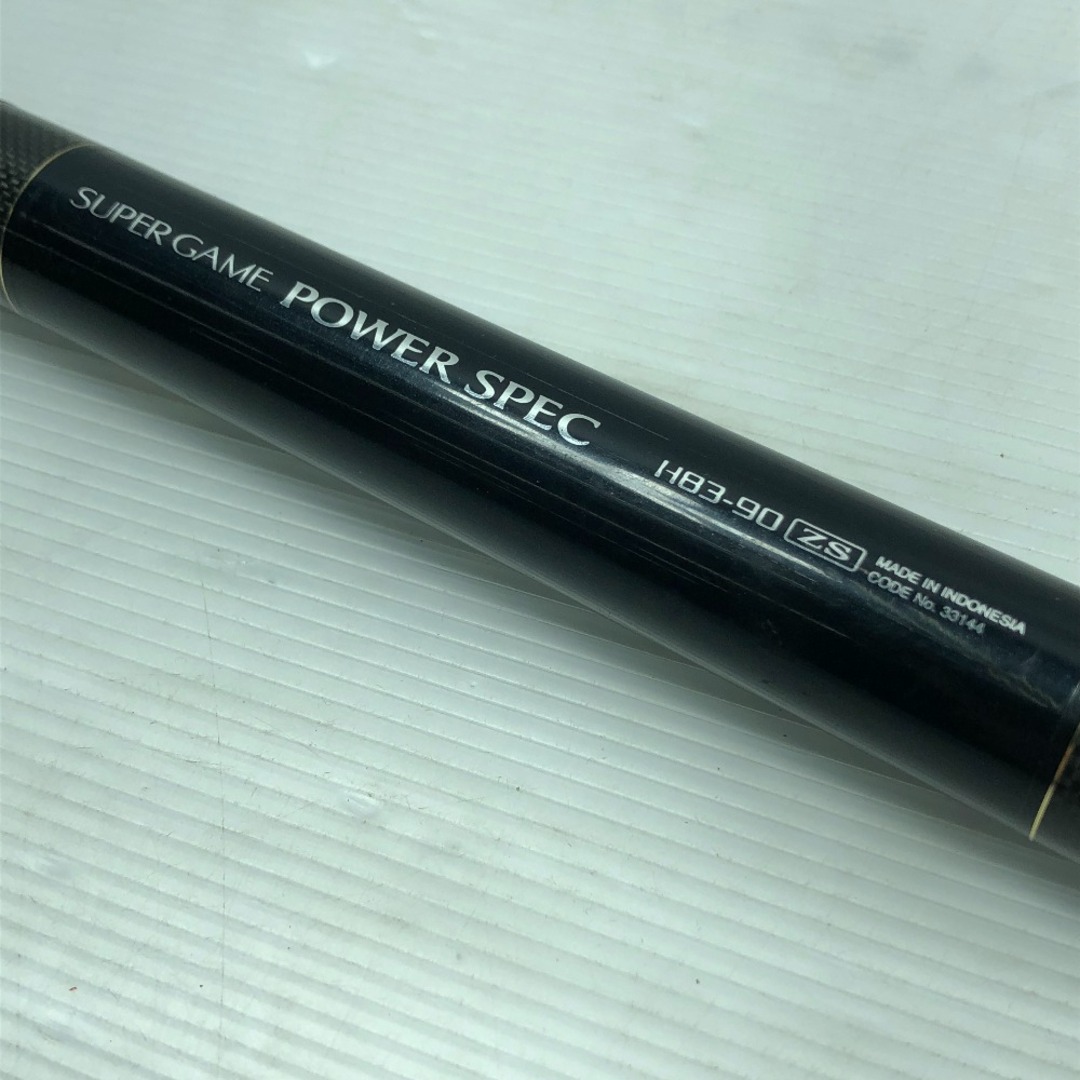 SUPER GAME POWER SPEC H83-90 ZS
MADE IN INDONESIA
CODE No. 33144